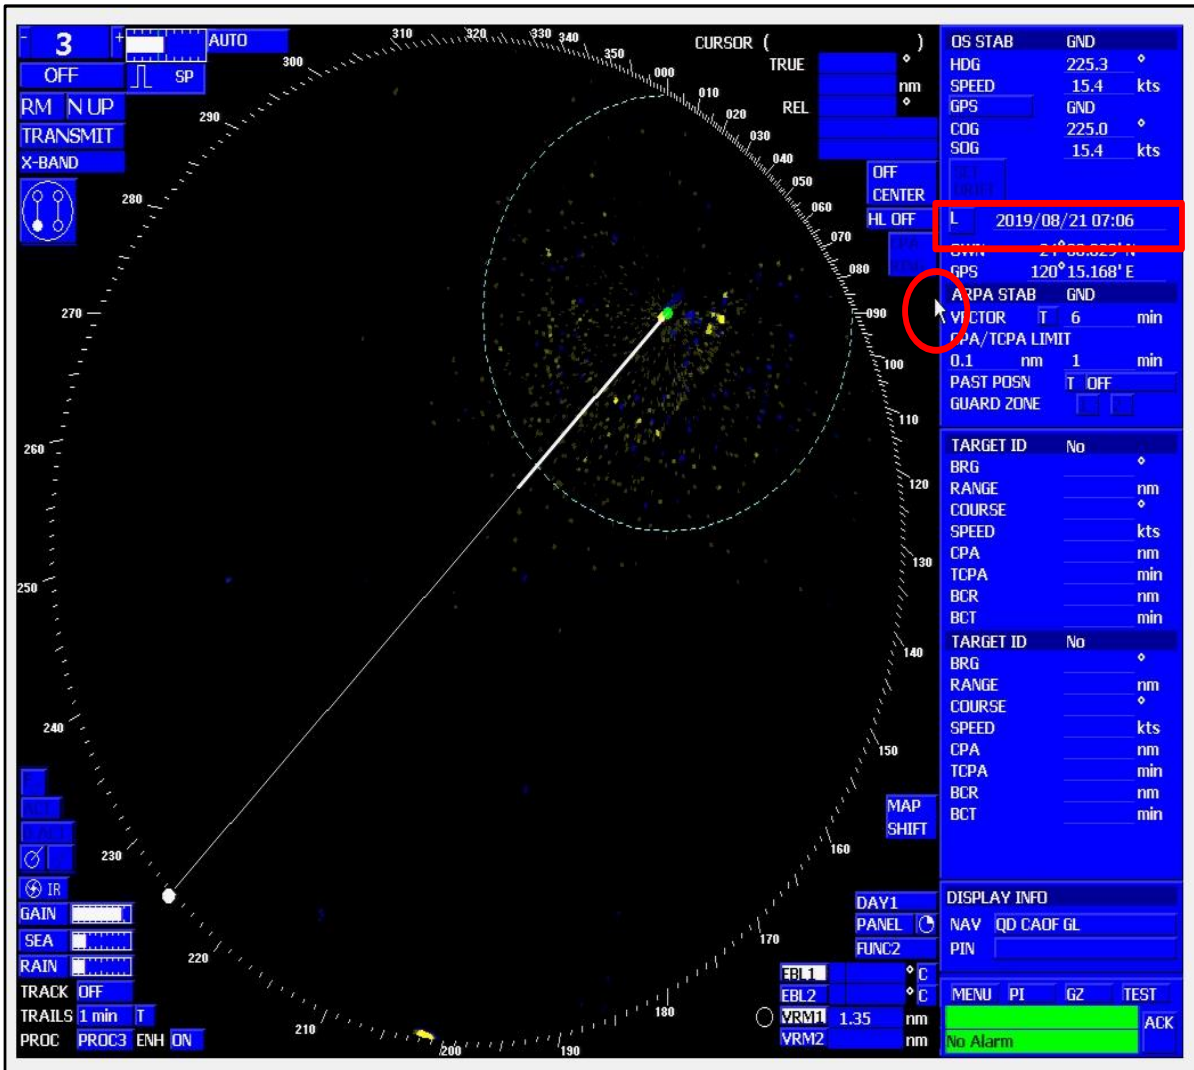 - 3 +
AUTO
OFF
SP
RM N UP
TRANSMIT
X-BAND
CURSOR ( )
TRUE °
nm
REL °
OFF
CENTER
HL OFF
000
010
020
030
040
050
060
070
080
090
100
110
120
130
140
150
160
170
180
190
200
210
220
230
240
250
260
270
280
290
300
310
320
330
340
350
IR
GAIN
SEA
RAIN
TRACK OFF
TRAILS 1 min T
PROC PROC3 ENH ON
MAP
SHIFT
DAY1
PANEL
FUNC2
EBL1 ° C
EBL2 ° C
VRM1 1.35 nm
VRM2 nm
OS STAB GND
HDG 225.3 °
SPEED 15.4 kts
GPS GND
COG 225.0 °
SOG 15.4 kts
L 2019/08/21 07:06
OWN
GPS 120°15.168' E
ARPA STAB GND
VECTOR T 6 min
CPA/TCPA LIMIT
0.1 nm 1 min
PAST POSN T OFF
GUARD ZONE
TARGET ID No
BRG °
RANGE nm
COURSE °
SPEED kts
CPA nm
TCPA min
BCR nm
BCT min
TARGET ID No
BRG °
RANGE nm
COURSE °
SPEED kts
CPA nm
TCPA min
BCR nm
BCT min
DISPLAY INFO
NAV QD CAOF GL
PIN
MENU PI GZ TEST
ACK
No Alarm